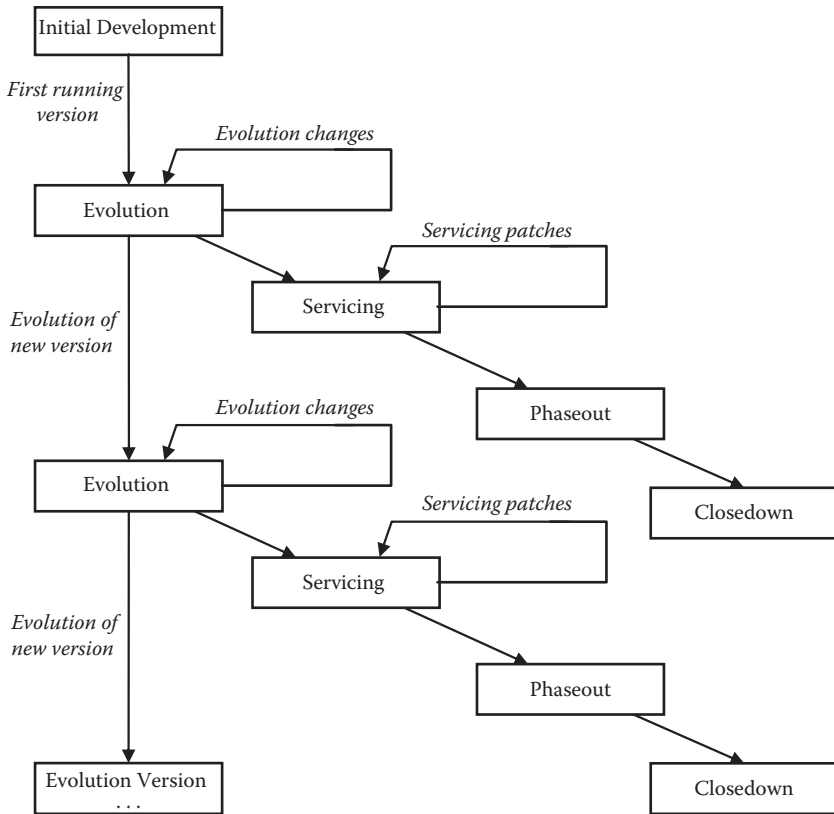 Initial Development
First running
version
Evolution changes
Evolution
Servicing patches
Servicing
Evolution of
new version
Phaseout
Evolution changes
Evolution
Servicing patches
Closedown
Servicing
Evolution of
new version
Phaseout
Evolution Version
. . .
Closedown